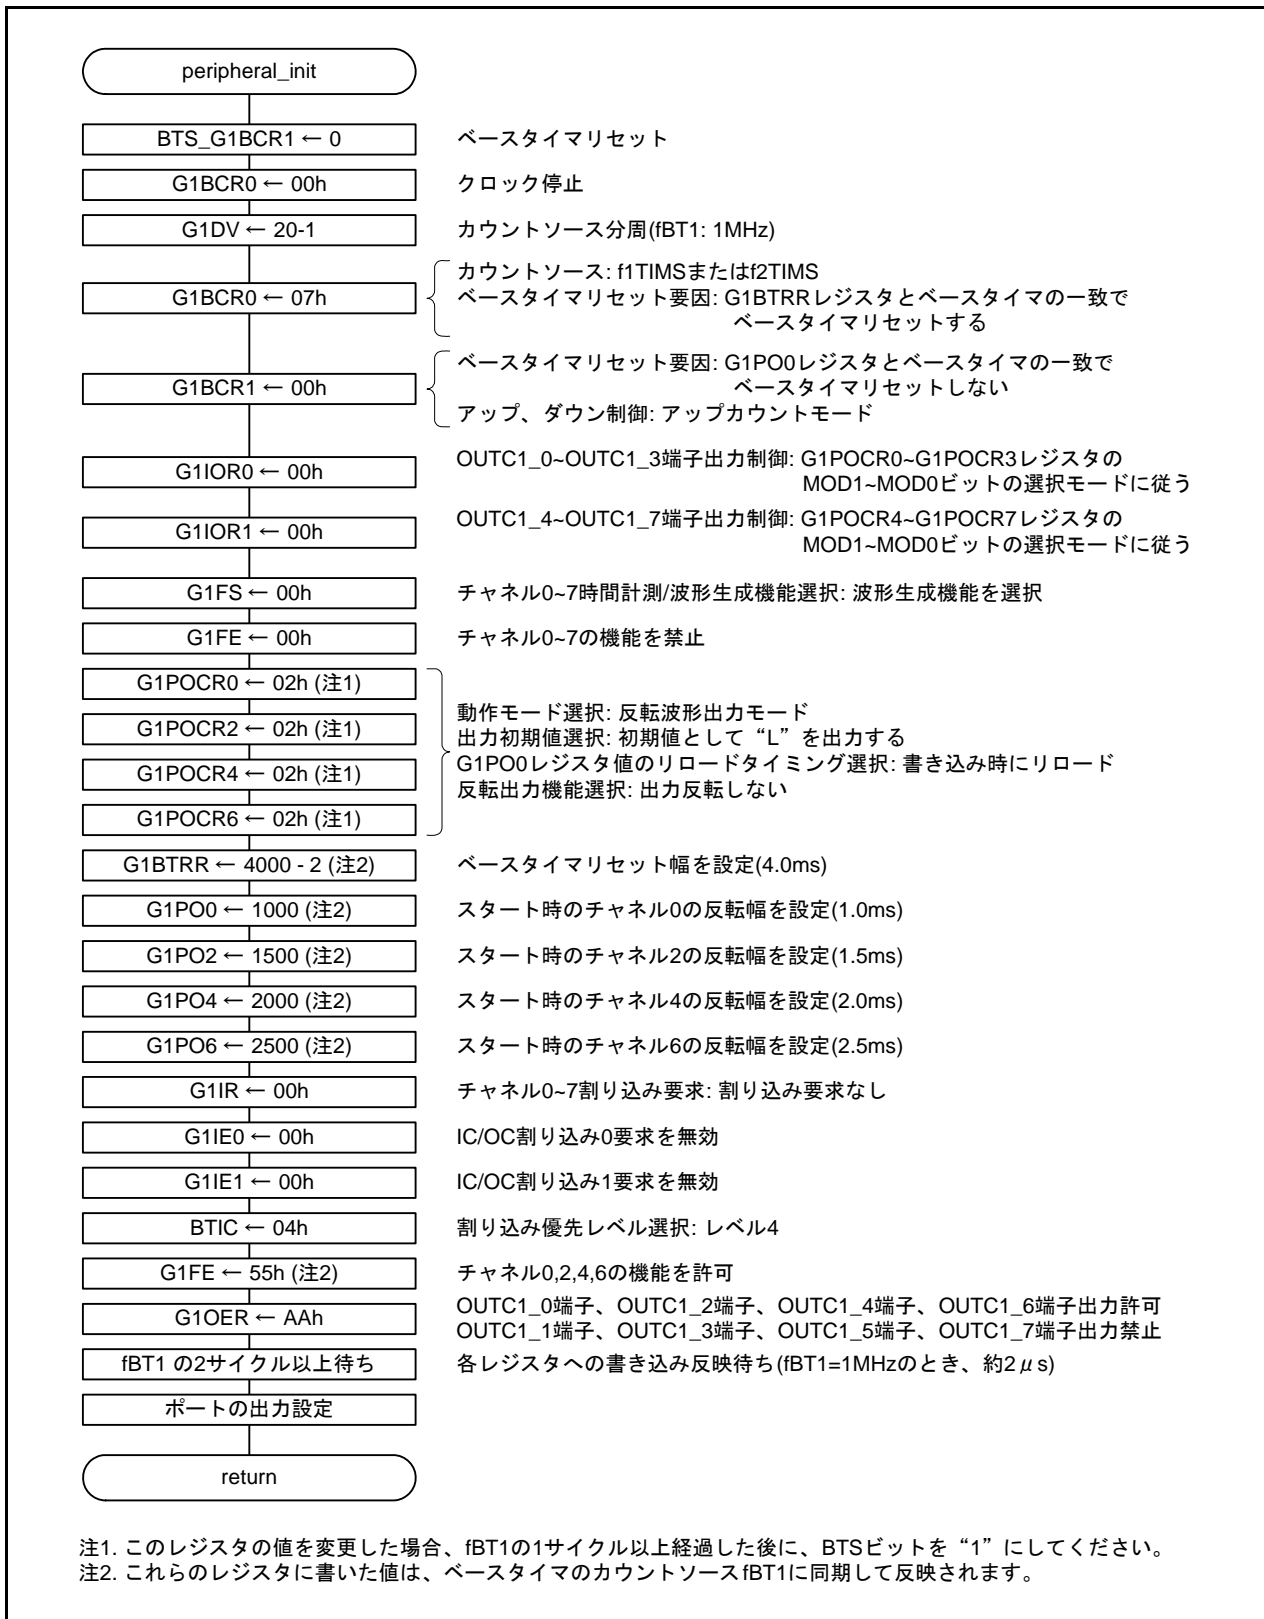 peripheral_init
BTS_G1BCR1 ← 0
ベースタイマリセット
G1BCR0 ← 00h
クロック停止
G1DV ← 20-1
カウントソース分周(fBT1: 1MHz)
G1BCR0 ← 07h
カウントソース: f1TIMSまたはf2TIMS
ベースタイマリセット要因: G1BTRRレジスタとベースタイマの一致で
ベースタイマリセットする
G1BCR1 ← 00h
ベースタイマリセット要因: G1PO0レジスタとベースタイマの一致で
ベースタイマリセットしない
アップ、ダウン制御: アップカウントモード
G1IOR0 ← 00h
OUTC1_0~OUTC1_3端子出力制御: G1POCR0~G1POCR3レジスタの
MOD1~MOD0ビットの選択モードに従う
G1IOR1 ← 00h
OUTC1_4~OUTC1_7端子出力制御: G1POCR4~G1POCR7レジスタの
MOD1~MOD0ビットの選択モードに従う
G1FS ← 00h
チャネル0~7時間計測/波形生成機能選択: 波形生成機能を選択
G1FE ← 00h
チャネル0~7の機能を禁止
G1POCR0 ← 02h (注1)
G1POCR2 ← 02h (注1)
G1POCR4 ← 02h (注1)
G1POCR6 ← 02h (注1)
動作モード選択: 反転波形出力モード
出力初期値選択: 初期値として“L”を出力する
G1PO0レジスタ値のリロードタイミング選択: 書き込み時にリロード
反転出力機能選択: 出力反転しない
G1BTRR ← 4000 - 2 (注2)
ベースタイマリセット幅を設定(4.0ms)
G1PO0 ← 1000 (注2)
スタート時のチャネル0の反転幅を設定(1.0ms)
G1PO2 ← 1500 (注2)
スタート時のチャネル2の反転幅を設定(1.5ms)
G1PO4 ← 2000 (注2)
スタート時のチャネル4の反転幅を設定(2.0ms)
G1PO6 ← 2500 (注2)
スタート時のチャネル6の反転幅を設定(2.5ms)
G1IR ← 00h
チャネル0~7割り込み要求: 割り込み要求なし
G1IE0 ← 00h
IC/OC割り込み0要求を無効
G1IE1 ← 00h
IC/OC割り込み1要求を無効
BTIC ← 04h
割り込み優先レベル選択: レベル4
G1FE ← 55h (注2)
チャネル0,2,4,6の機能を許可
G1OER ← AAh
OUTC1_0端子、OUTC1_2端子、OUTC1_4端子、OUTC1_6端子出力許可
OUTC1_1端子、OUTC1_3端子、OUTC1_5端子、OUTC1_7端子出力禁止
fBT1 の2サイクル以上待ち
各レジスタへの書き込み反映待ち(fBT1=1MHzのとき、約2μs)
ポートの出力設定
return
注1. このレジスタの値を変更した場合、fBT1の1サイクル以上経過した後に、BTSビットを“1”にしてください。
注2. これらのレジスタに書いた値は、ベースタイマのカウントソースfBT1に同期して反映されます。